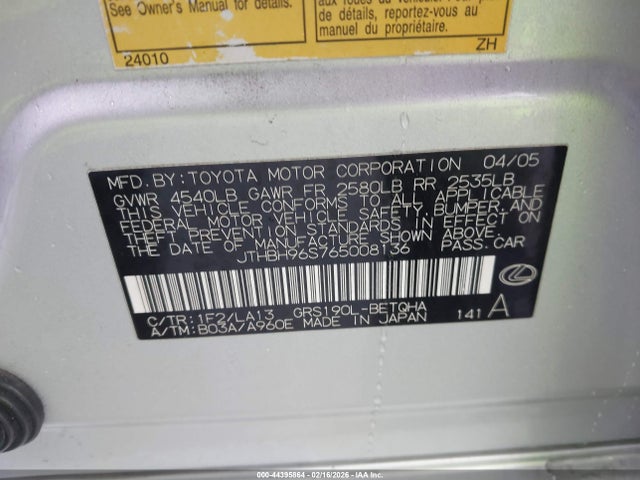 See Owner's Manual for details.
de détails, reportez-vous au
manuel du propriétaire.
24010
ZH
MFD. BY: TOYOTA MOTOR CORPORATION 04/05
GVWR 4540LB GAWR FR 2580LB RR 2535LB
THIS VEHICLE CONFORMS TO ALL APPLICABLE
FEDERAL MOTOR VEHICLE SAFETY, BUMPER, AND
THEFT PREVENTION STANDARDS IN EFFECT ON
THE DATE OF MANUFACTURE SHOWN ABOVE.
JTHBH96S765008136 PASS.CAR
C/TR: 1F2/LA13 GRS190L-BETQHA
A/TM: B03A/A960E MADE IN JAPAN 141 A
000-44395864 - 02/16/2026 - IAAI.COM